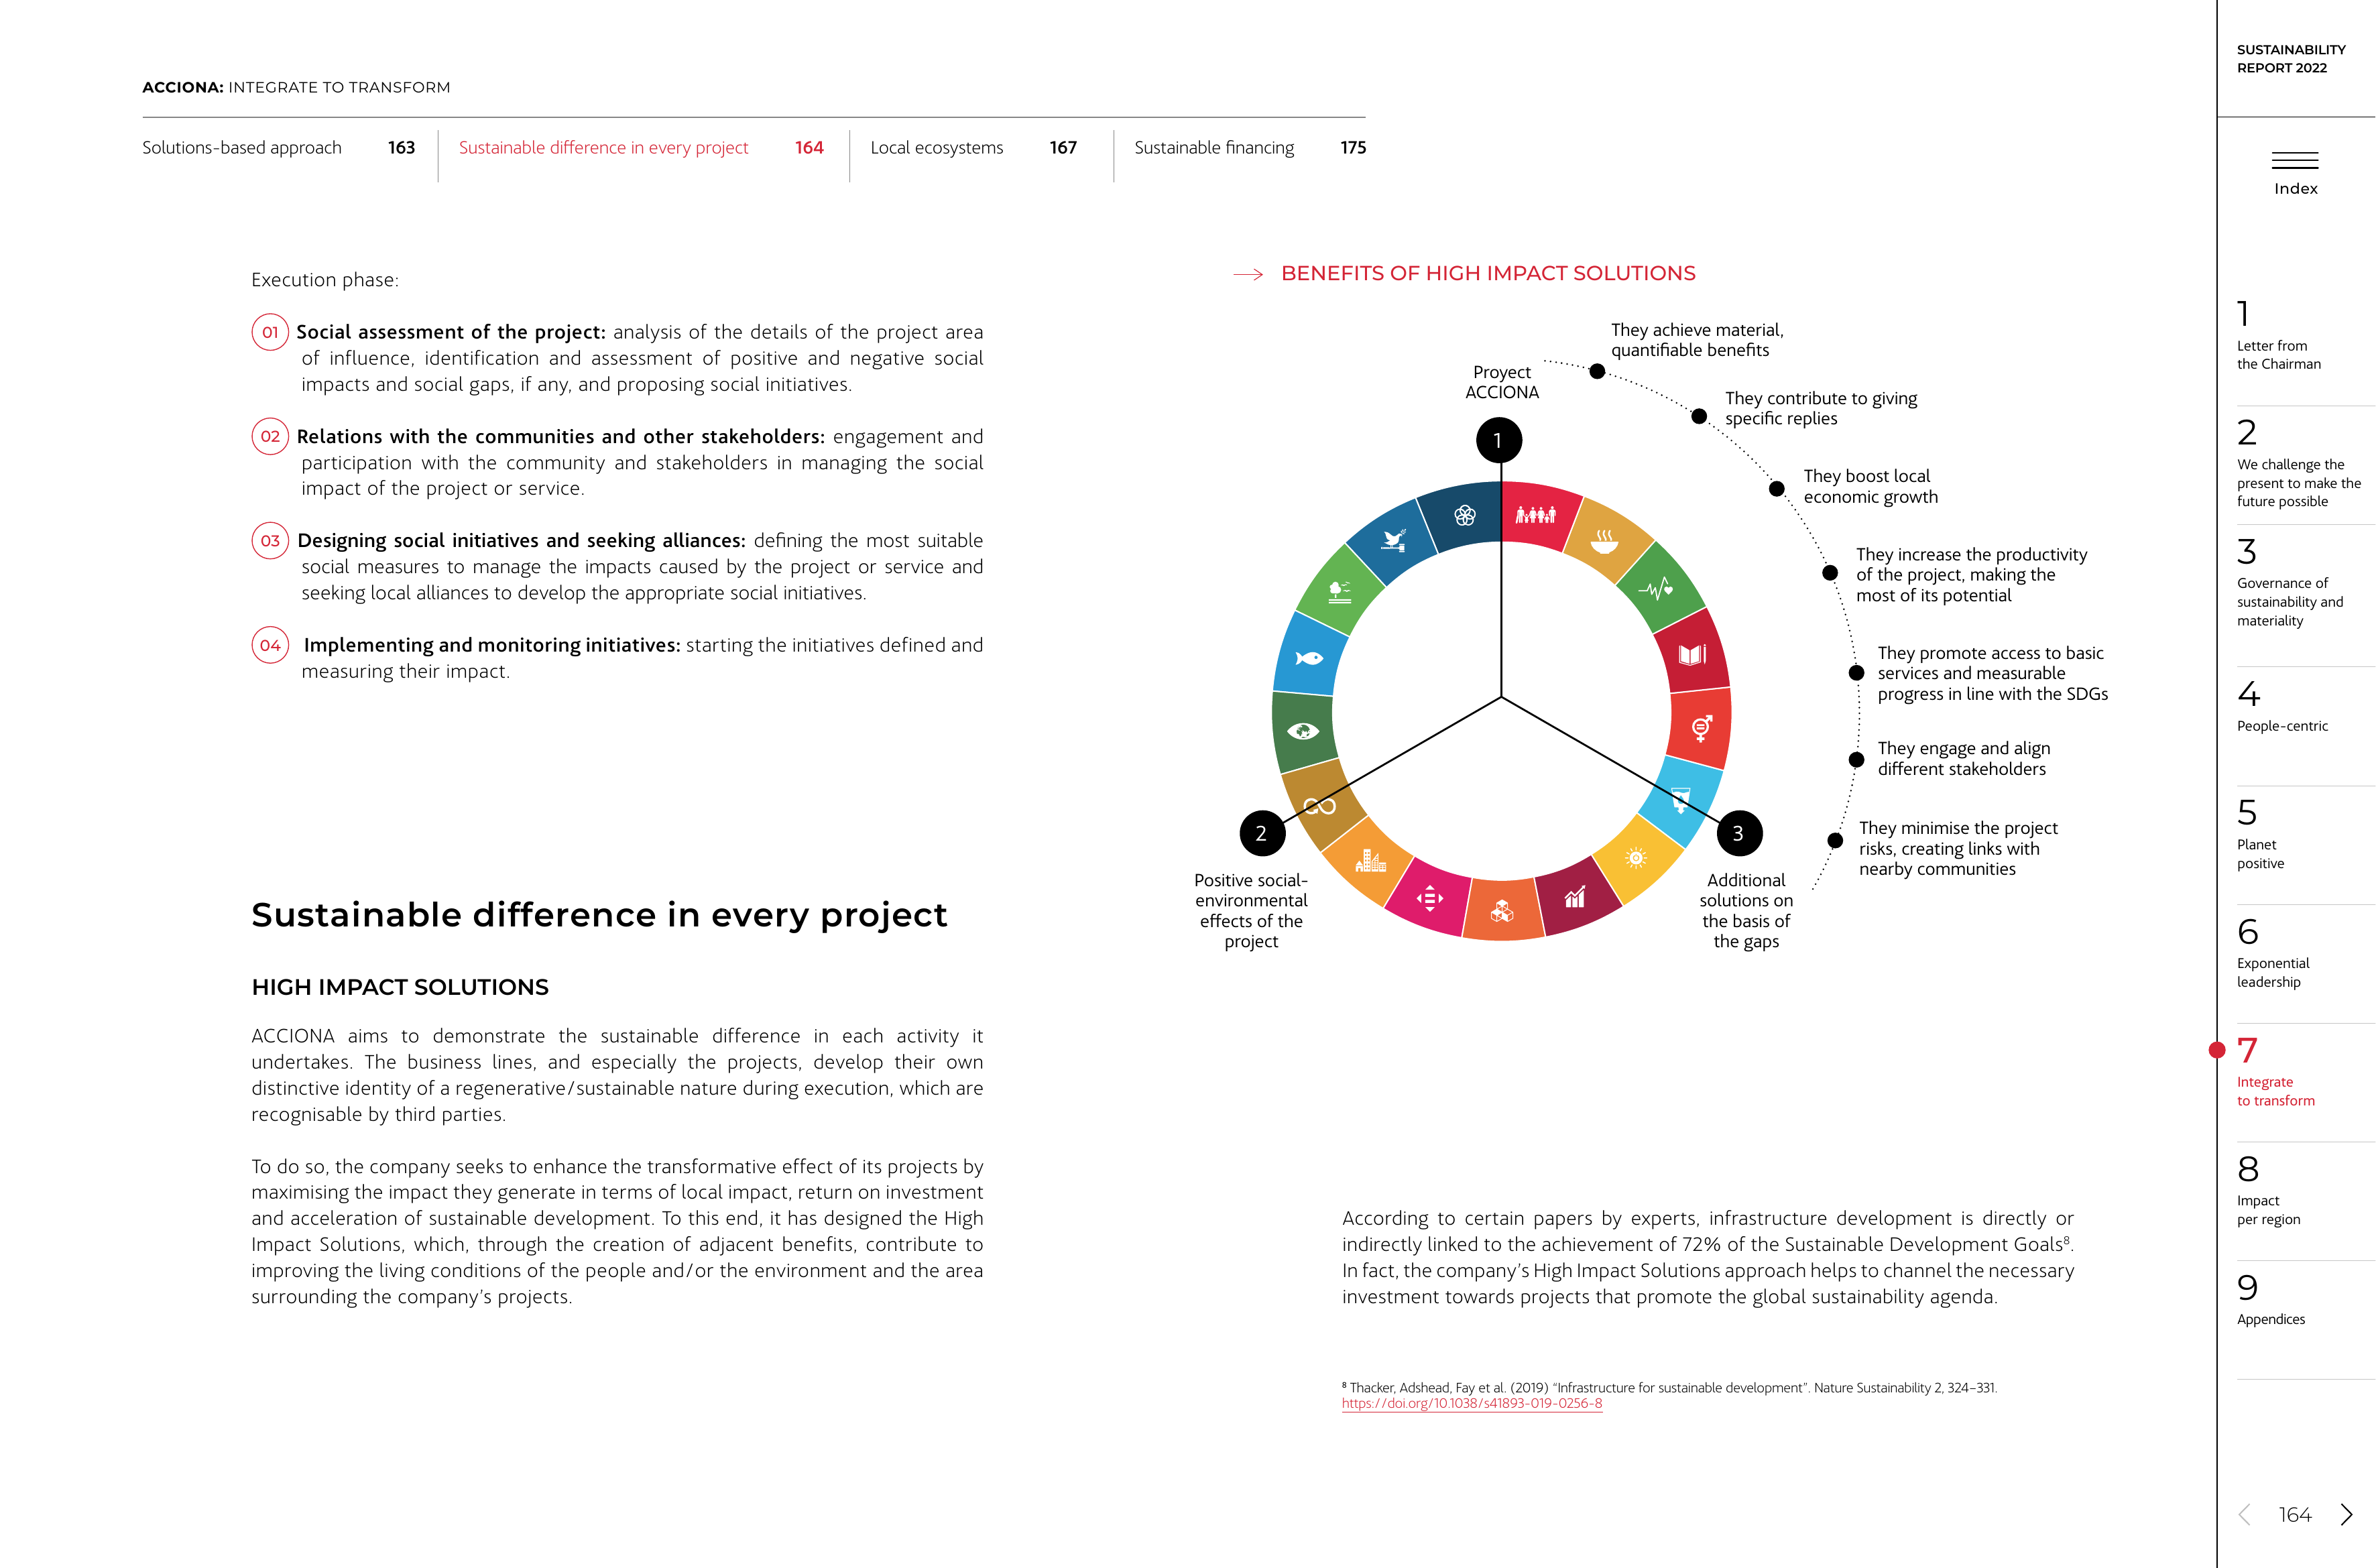 ACCIONA: INTEGRATE TO TRANSFORM
Solutions-based approach 163
Sustainable difference in every project 164
Local ecosystems 167
Sustainable financing 175
Execution phase:
01 Social assessment of the project: analysis of the details of the project area
of influence, identification and assessment of positive and negative social
impacts and social gaps, if any, and proposing social initiatives.
02 Relations with the communities and other stakeholders: engagement and
participation with the community and stakeholders in managing the social
impact of the project or service.
03 Designing social initiatives and seeking alliances: defining the most suitable
social measures to manage the impacts caused by the project or service and
seeking local alliances to develop the appropriate social initiatives.
04 Implementing and monitoring initiatives: starting the initiatives defined and
measuring their impact.
Sustainable difference in every project
HIGH IMPACT SOLUTIONS
ACCIONA aims to demonstrate the sustainable difference in each activity it
undertakes. The business lines, and especially the projects, develop their own
distinctive identity of a regenerative/sustainable nature during execution, which are
recognisable by third parties.
To do so, the company seeks to enhance the transformative effect of its projects by
maximising the impact they generate in terms of local impact, return on investment
and acceleration of sustainable development. To this end, it has designed the High
Impact Solutions, which, through the creation of adjacent benefits, contribute to
improving the living conditions of the people and/or the environment and the area
surrounding the company's projects.
BENEFITS OF HIGH IMPACT SOLUTIONS
Proyect
ACCIONA
1
2
Positive social-
environmental
effects of the
project
3
Additional
solutions on
the basis of
the gaps
They achieve material,
quantifiable benefits
They contribute to giving
specific replies
They boost local
economic growth
They increase the productivity
of the project, making the
most of its potential
They promote access to basic
services and measurable
progress in line with the SDGs
They engage and align
different stakeholders
They minimise the project
risks, creating links with
nearby communities
According to certain papers by experts, infrastructure development is directly or
indirectly linked to the achievement of 72% of the Sustainable Development Goals⁸.
In fact, the company's High Impact Solutions approach helps to channel the necessary
investment towards projects that promote the global sustainability agenda.
⁸ Thacker, Adshead, Fay et al. (2019) “Infrastructure for sustainable development”. Nature Sustainability 2, 324–331.
https://doi.org/10.1038/s41893-019-0256-8
SUSTAINABILITY
REPORT 2022
Index
1
Letter from
the Chairman
2
We challenge the
present to make the
future possible
3
Governance of
sustainability and
materiality
4
People-centric
5
Planet
positive
6
Exponential
leadership
7
Integrate
to transform
8
Impact
per region
9
Appendices
164